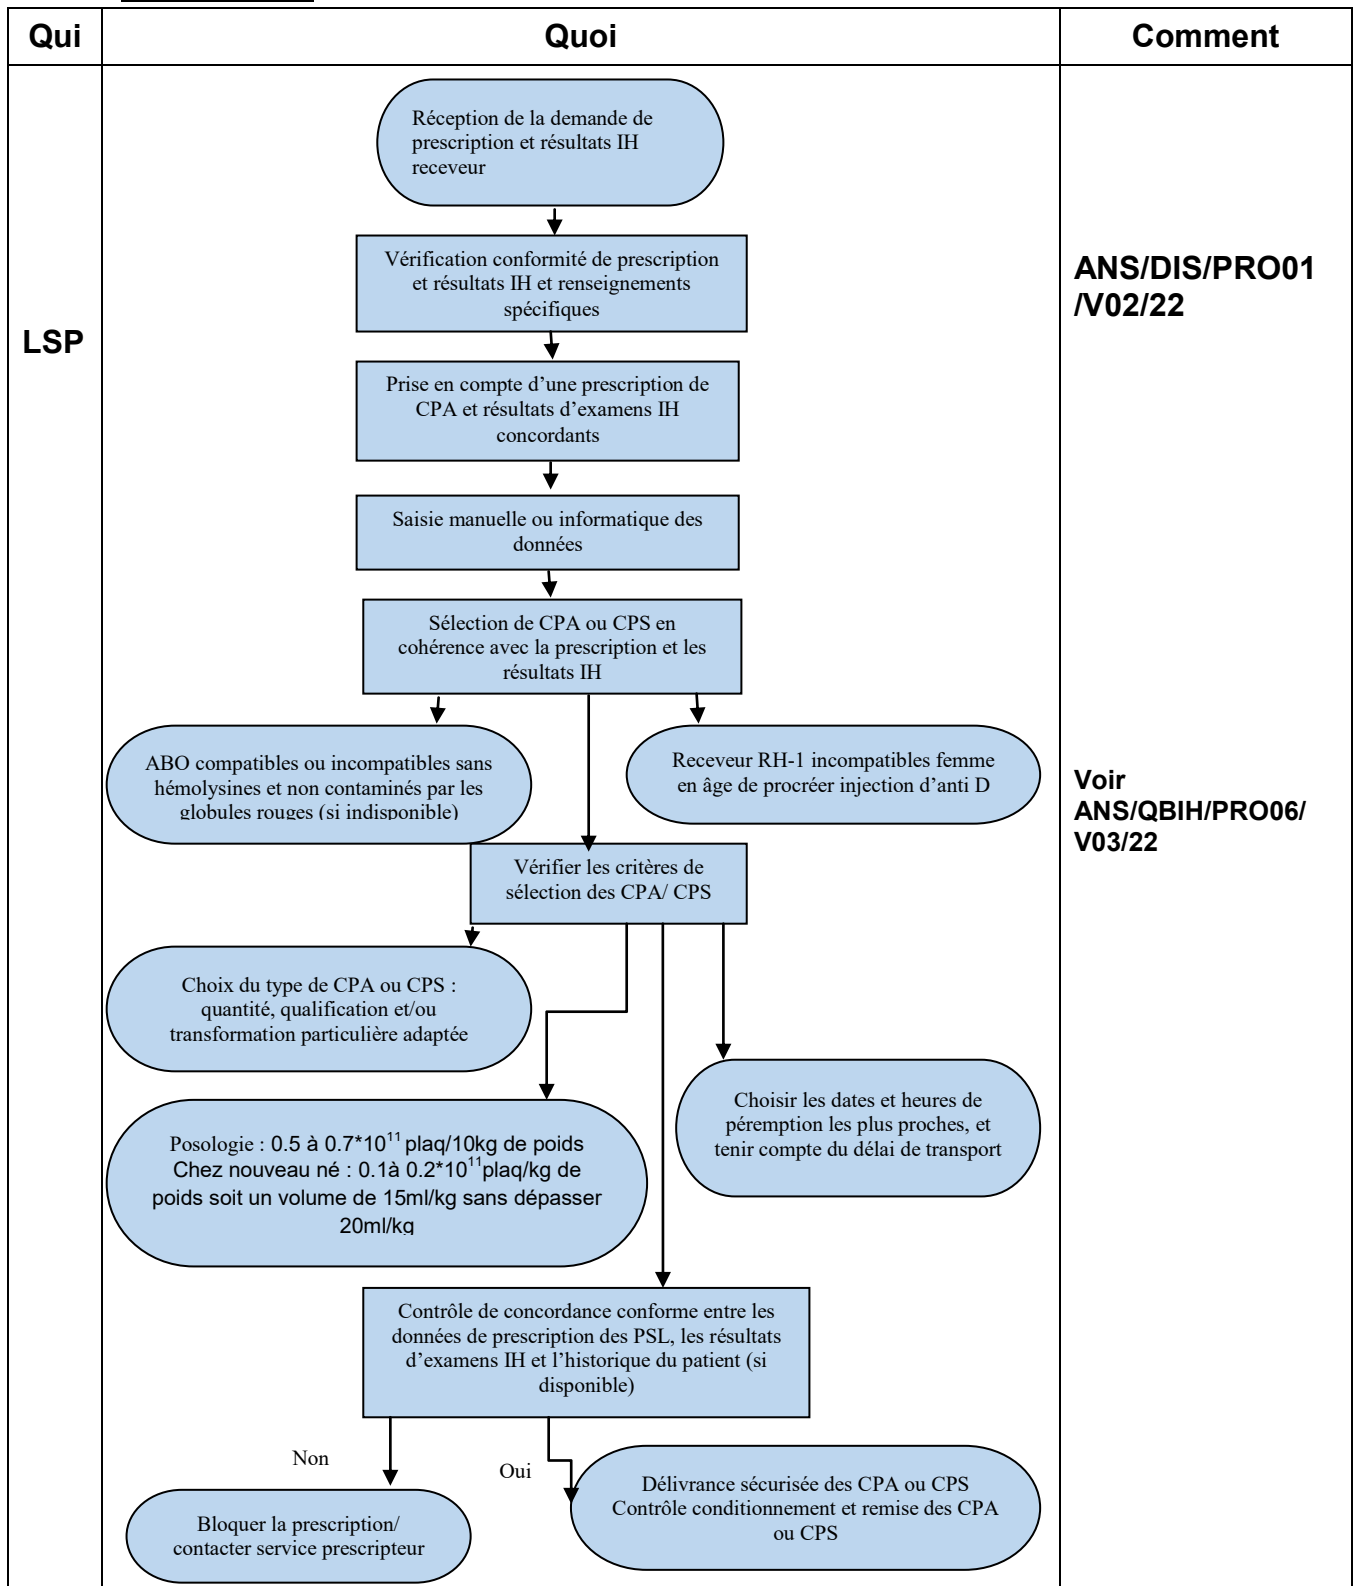 Qui
Quoi
Comment
Réception de la demande de
prescription et résultats IH
receveur
Vérification conformité de prescription
et résultats IH et renseignements
spécifiques
ANS/DIS/PRO01
/V02/22
LSP
Prise en compte d’une prescription de
CPA et résultats d’examens IH
concordants
Saisie manuelle ou informatique des
données
Sélection de CPA ou CPS en
cohérence avec la prescription et les
résultats IH
ABO compatibles ou incompatibles sans
hémolysines et non contaminés par les
globules rouges (si indisponible)
Receveur RH-1 incompatibles femme
en âge de procréer injection d’anti D
Voir
ANS/QBIH/PRO06/
V03/22
Vérifier les critères de
sélection des CPA/ CPS
Choix du type de CPA ou CPS :
quantité, qualification et/ou
transformation particulière adaptée
Choisir les dates et heures de
péremption les plus proches, et
tenir compte du délai de transport
Posologie : 0.5 à 0.7*10¹¹ plaq/10kg de poids
Chez nouveau né : 0.1à 0.2*10¹¹plaq/kg de
poids soit un volume de 15ml/kg sans dépasser
20ml/kg
Contrôle de concordance conforme entre les
données de prescription des PSL, les résultats
d’examens IH et l’historique du patient (si
disponible)
Non
Oui
Délivrance sécurisée des CPA ou CPS
Contrôle conditionnement et remise des CPA
ou CPS
Bloquer la prescription/
contacter service prescripteur